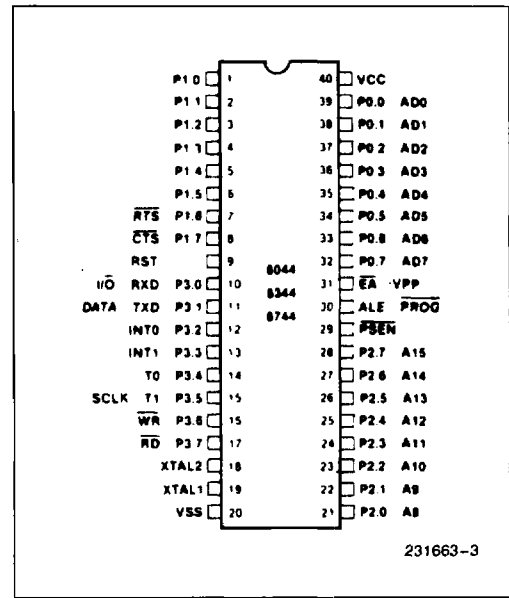 P1.0 1 40 VCC
P1.1 2 39 P0.0 AD0
P1.2 3 38 P0.1 AD1
P1.3 4 37 P0.2 AD2
P1.4 5 36 P0.3 AD3
P1.5 6 35 P0.4 AD4
R̅T̅S̅ P1.6 7 34 P0.5 AD5
C̅T̅S̅ P1.7 8 33 P0.6 AD6
RST 9 32 P0.7 AD7
8044
I/O̅ RXD P3.0 10 31 E̅A̅ VPP
8344
DATA TXD P3.1 11 30 ALE P̅R̅O̅G̅
8744
INT0 P3.2 12 29 P̅S̅E̅N̅
INT1 P3.3 13 28 P2.7 A15
T0 P3.4 14 27 P2.6 A14
SCLK T1 P3.5 15 26 P2.5 A13
W̅R̅ P3.6 16 25 P2.4 A12
R̅D̅ P3.7 17 24 P2.3 A11
XTAL2 18 23 P2.2 A10
XTAL1 19 22 P2.1 A9
VSS 20 21 P2.0 A8
231663-3